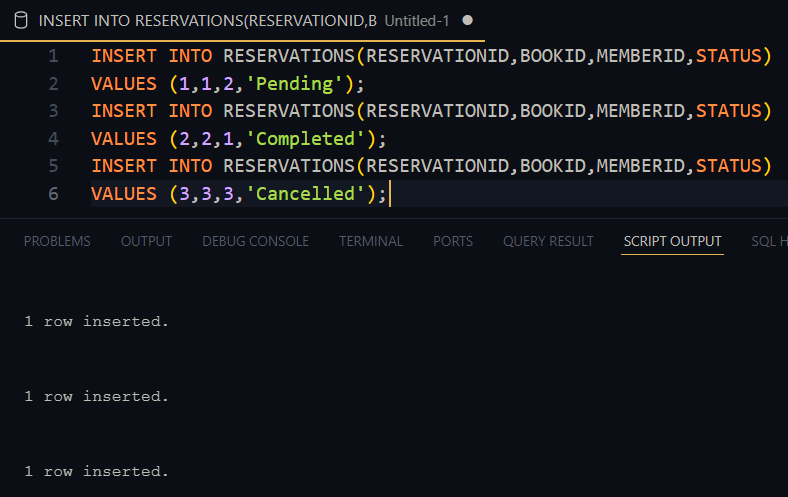 INSERT INTO RESERVATIONS(RESERVATIONID,B Untitled-1
1 INSERT INTO RESERVATIONS(RESERVATIONID,BOOKID,MEMBERID,STATUS)
2 VALUES (1,1,2,'Pending');
3 INSERT INTO RESERVATIONS(RESERVATIONID,BOOKID,MEMBERID,STATUS)
4 VALUES (2,2,1,'Completed');
5 INSERT INTO RESERVATIONS(RESERVATIONID,BOOKID,MEMBERID,STATUS)
6 VALUES (3,3,3,'Cancelled');
PROBLEMS OUTPUT DEBUG CONSOLE TERMINAL PORTS QUERY RESULT SCRIPT OUTPUT SQL H
1 row inserted.
1 row inserted.
1 row inserted.